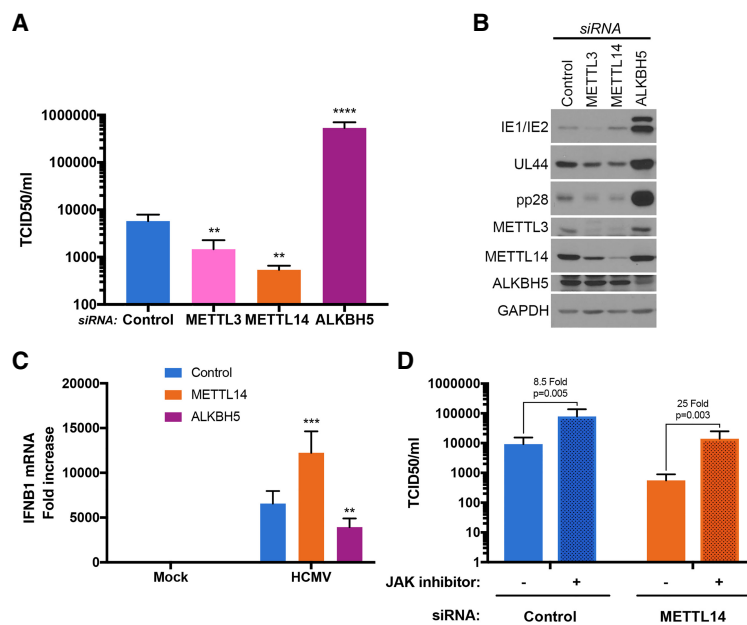 A
TCID50/ml
1000000
100000
10000
1000
100
****
**
**
siRNA: Control METTL3 METTL14 ALKBH5
B
siRNA
Control
METTL3
METTL14
ALKBH5
IE1/IE2
UL44
pp28
METTL3
METTL14
ALKBH5
GAPDH
C
IFNB1 mRNA
Fold increase
20000
15000
10000
5000
0
Control
METTL14
ALKBH5
***
**
Mock HCMV
D
TCID50/ml
1000000
100000
10000
1000
100
10
1
8.5 Fold
p=0.005
25 Fold
p=0.003
JAK inhibitor: - + - +
siRNA: Control METTL14